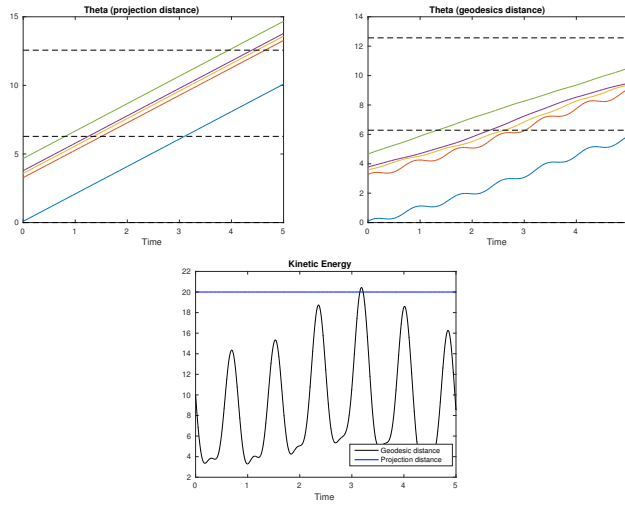 Theta (projection distance)
15
10
5
0
0 1 2 3 4 5
Time
Theta (geodesics distance)
14
12
10
8
6
4
2
0
0 1 2 3 4
Time
Kinetic Energy
22
20
18
16
14
12
10
8
6
4
2
0 1 2 3 4 5
Time
Geodesic distance
Projection distance